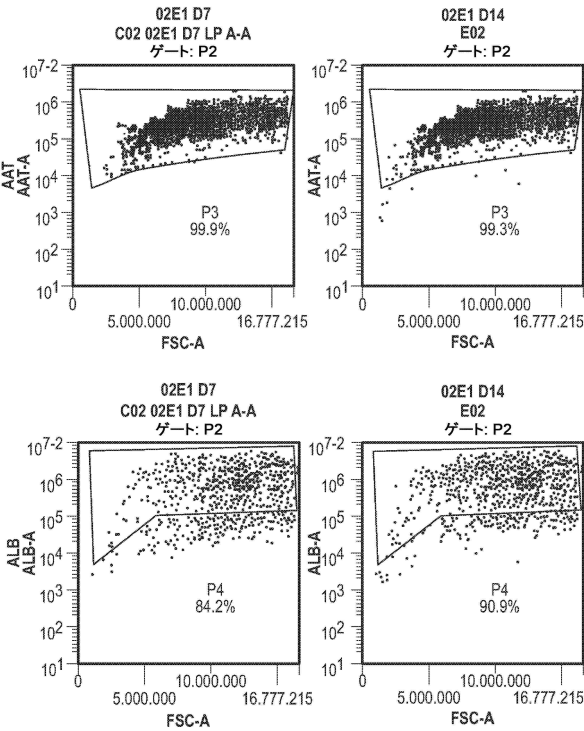 02E1 D7
C02 02E1 D7 LP A-A
ゲート: P2
10^7-2
10^6
10^5
10^4
10^3
10^2
10^1
AAT
AAT-A
P3
99.9%
0
10.000.000
5.000.000
16.777.215
FSC-A
02E1 D14
E02
ゲート: P2
10^7-2
10^6
10^5
10^4
10^3
10^2
10^1
AAT-A
P3
99.3%
0
10.000.000
5.000.000
16.777.215
FSC-A
02E1 D7
C02 02E1 D7 LP A-A
ゲート: P2
10^7-2
10^6
10^5
10^4
10^3
10^2
10^1
ALB
ALB-A
P4
84.2%
0
10.000.000
5.000.000
16.777.215
FSC-A
02E1 D14
E02
ゲート: P2
10^7-2
10^6
10^5
10^4
10^3
10^2
10^1
ALB-A
P4
90.9%
0
10.000.000
5.000.000
16.777.215
FSC-A